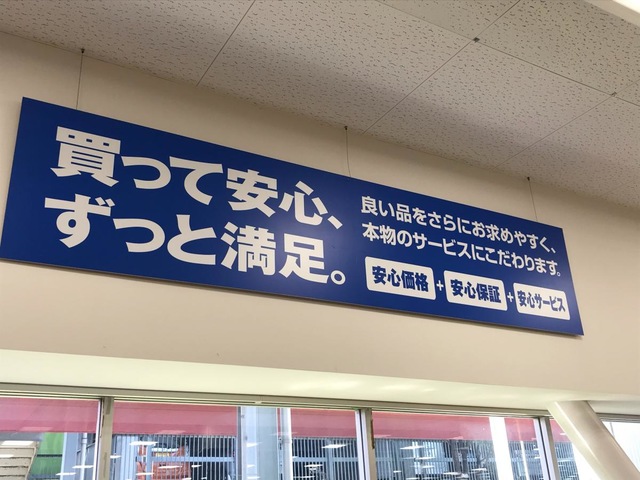 買って安心、
ずっと満足。
良い品をさらにお求めやすく、
本物のサービスにこだわります。
安心価格+安心保証+安心サービス